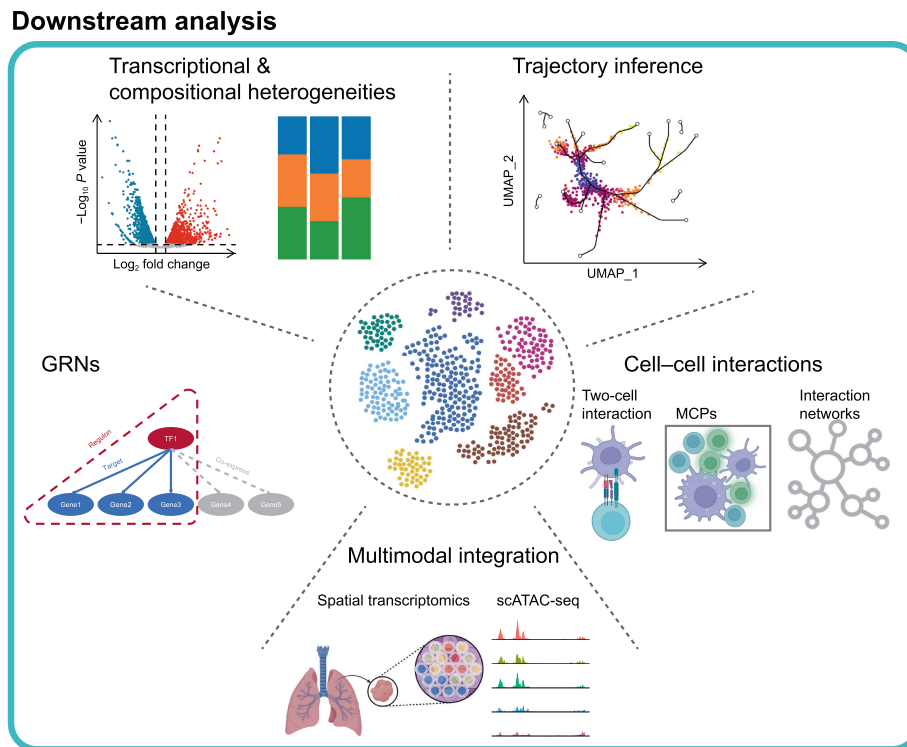 Downstream analysis
Transcriptional &
compositional heterogeneities
−Log₁₀ P value
Log₂ fold change
Trajectory inference
UMAP_2
UMAP_1
GRNs
Regulon
TF1
Target
Co-express
Gene1
Gene2
Gene3
Gene4
Gene5
Cell–cell interactions
Two-cell
interaction
MCPs
Interaction
networks
Multimodal integration
Spatial transcriptomics
scATAC-seq